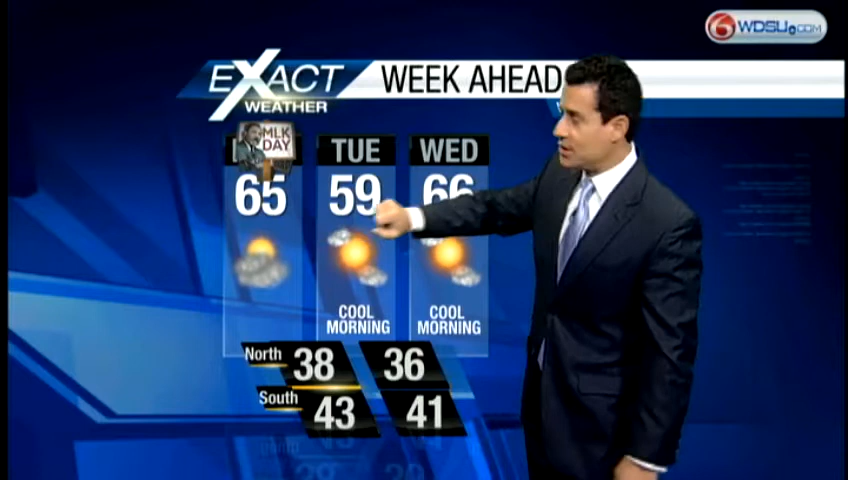 6 WDSU.COM
EXACT
WEATHER
WEEK AHEAD
MLK
DAY
TUE
WED
65
59
66
COOL
MORNING
COOL
MORNING
North 38 36
South 43 41